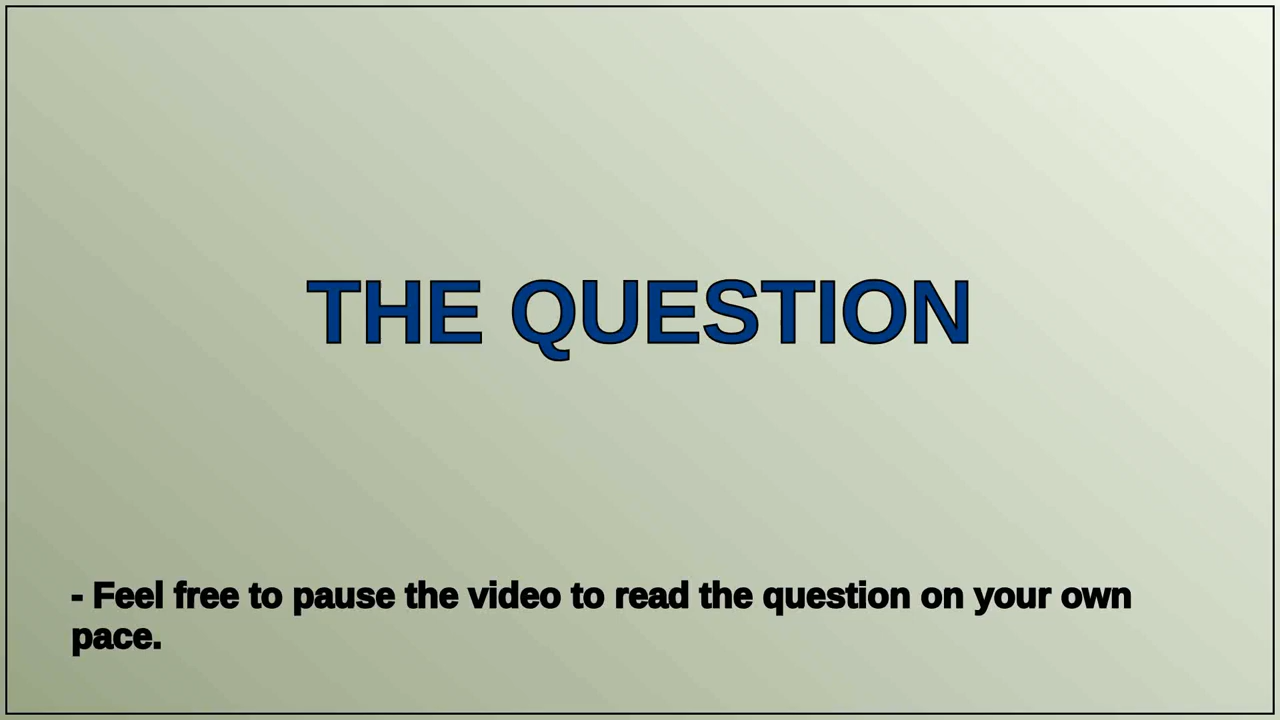 THE QUESTION
- Feel free to pause the video to read the question on your own
pace.